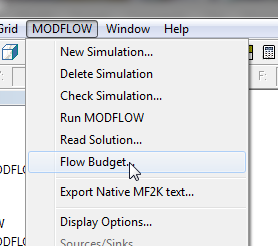 Grid MODFLOW Window Help
New Simulation...
Delete Simulation
Check Simulation...
Run MODFLOW
Read Solution...
Flow Budget...
Export Native MF2K text...
Display Options...
Sources/Sinks
F: